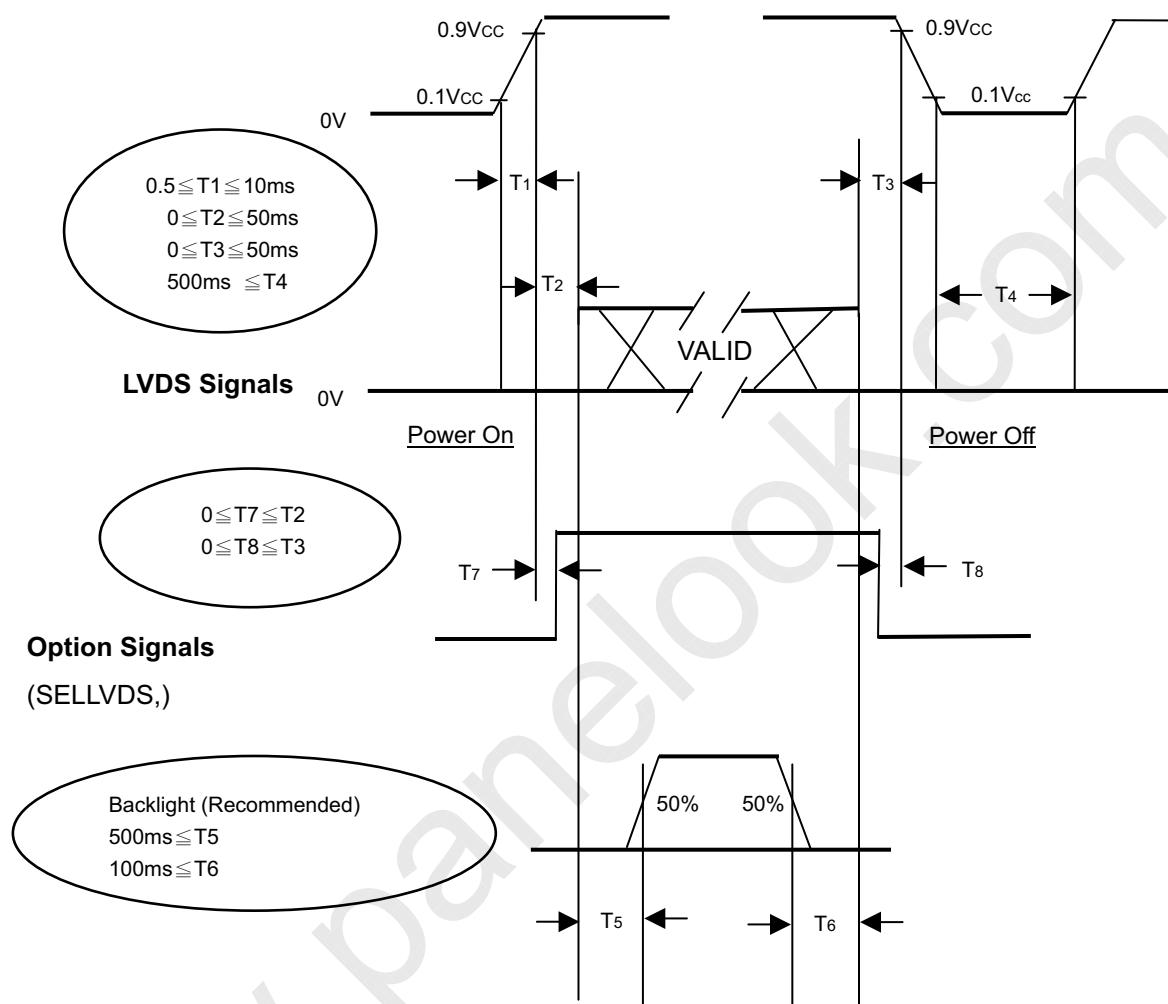 0.9VCC
0.9VCC
0.1VCC
0.1Vcc
0V
0.5≦T1≦10ms
0≦T2≦50ms
0≦T3≦50ms
500ms ≦T4
T1
T3
T2
T4
VALID
LVDS Signals
0V
Power On
Power Off
0≦T7≦T2
0≦T8≦T3
T7
T8
Option Signals
(SELLVDS,)
Backlight (Recommended)
500ms≦T5
100ms≦T6
50%
50%
T5
T6
panelook.com